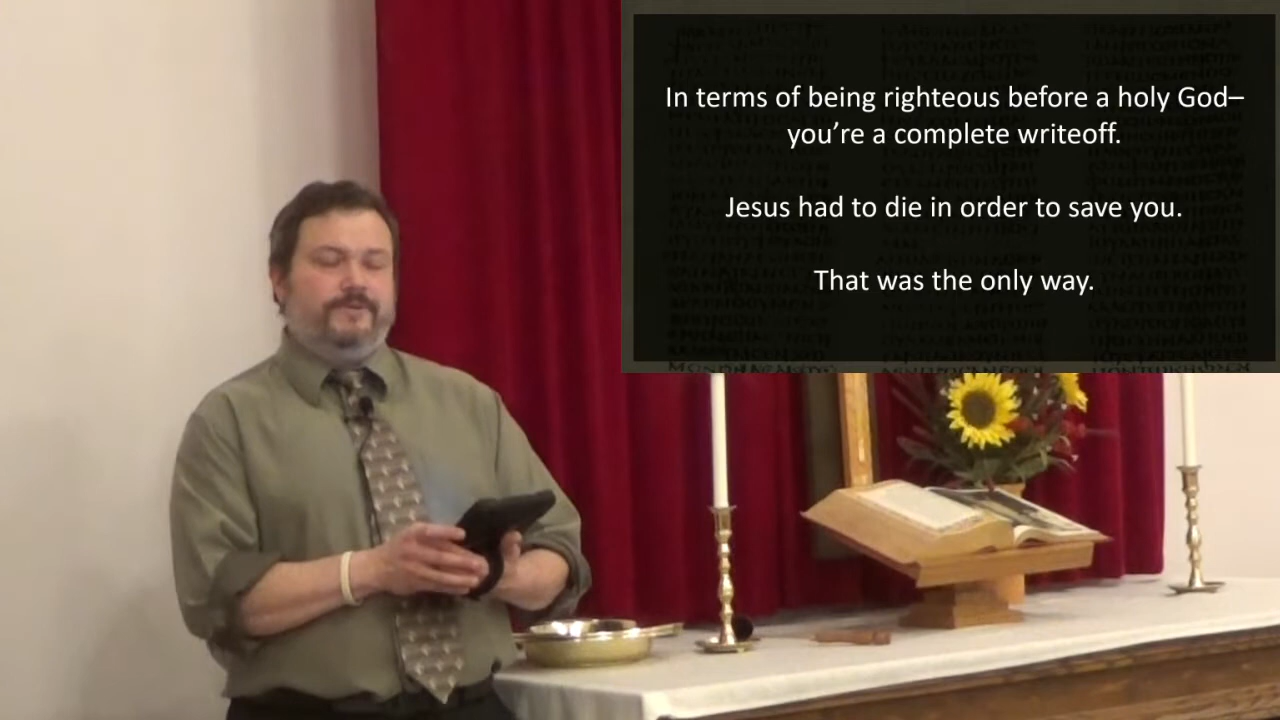 In terms of being righteous before a holy God–
you’re a complete writeoff.
Jesus had to die in order to save you.
That was the only way.